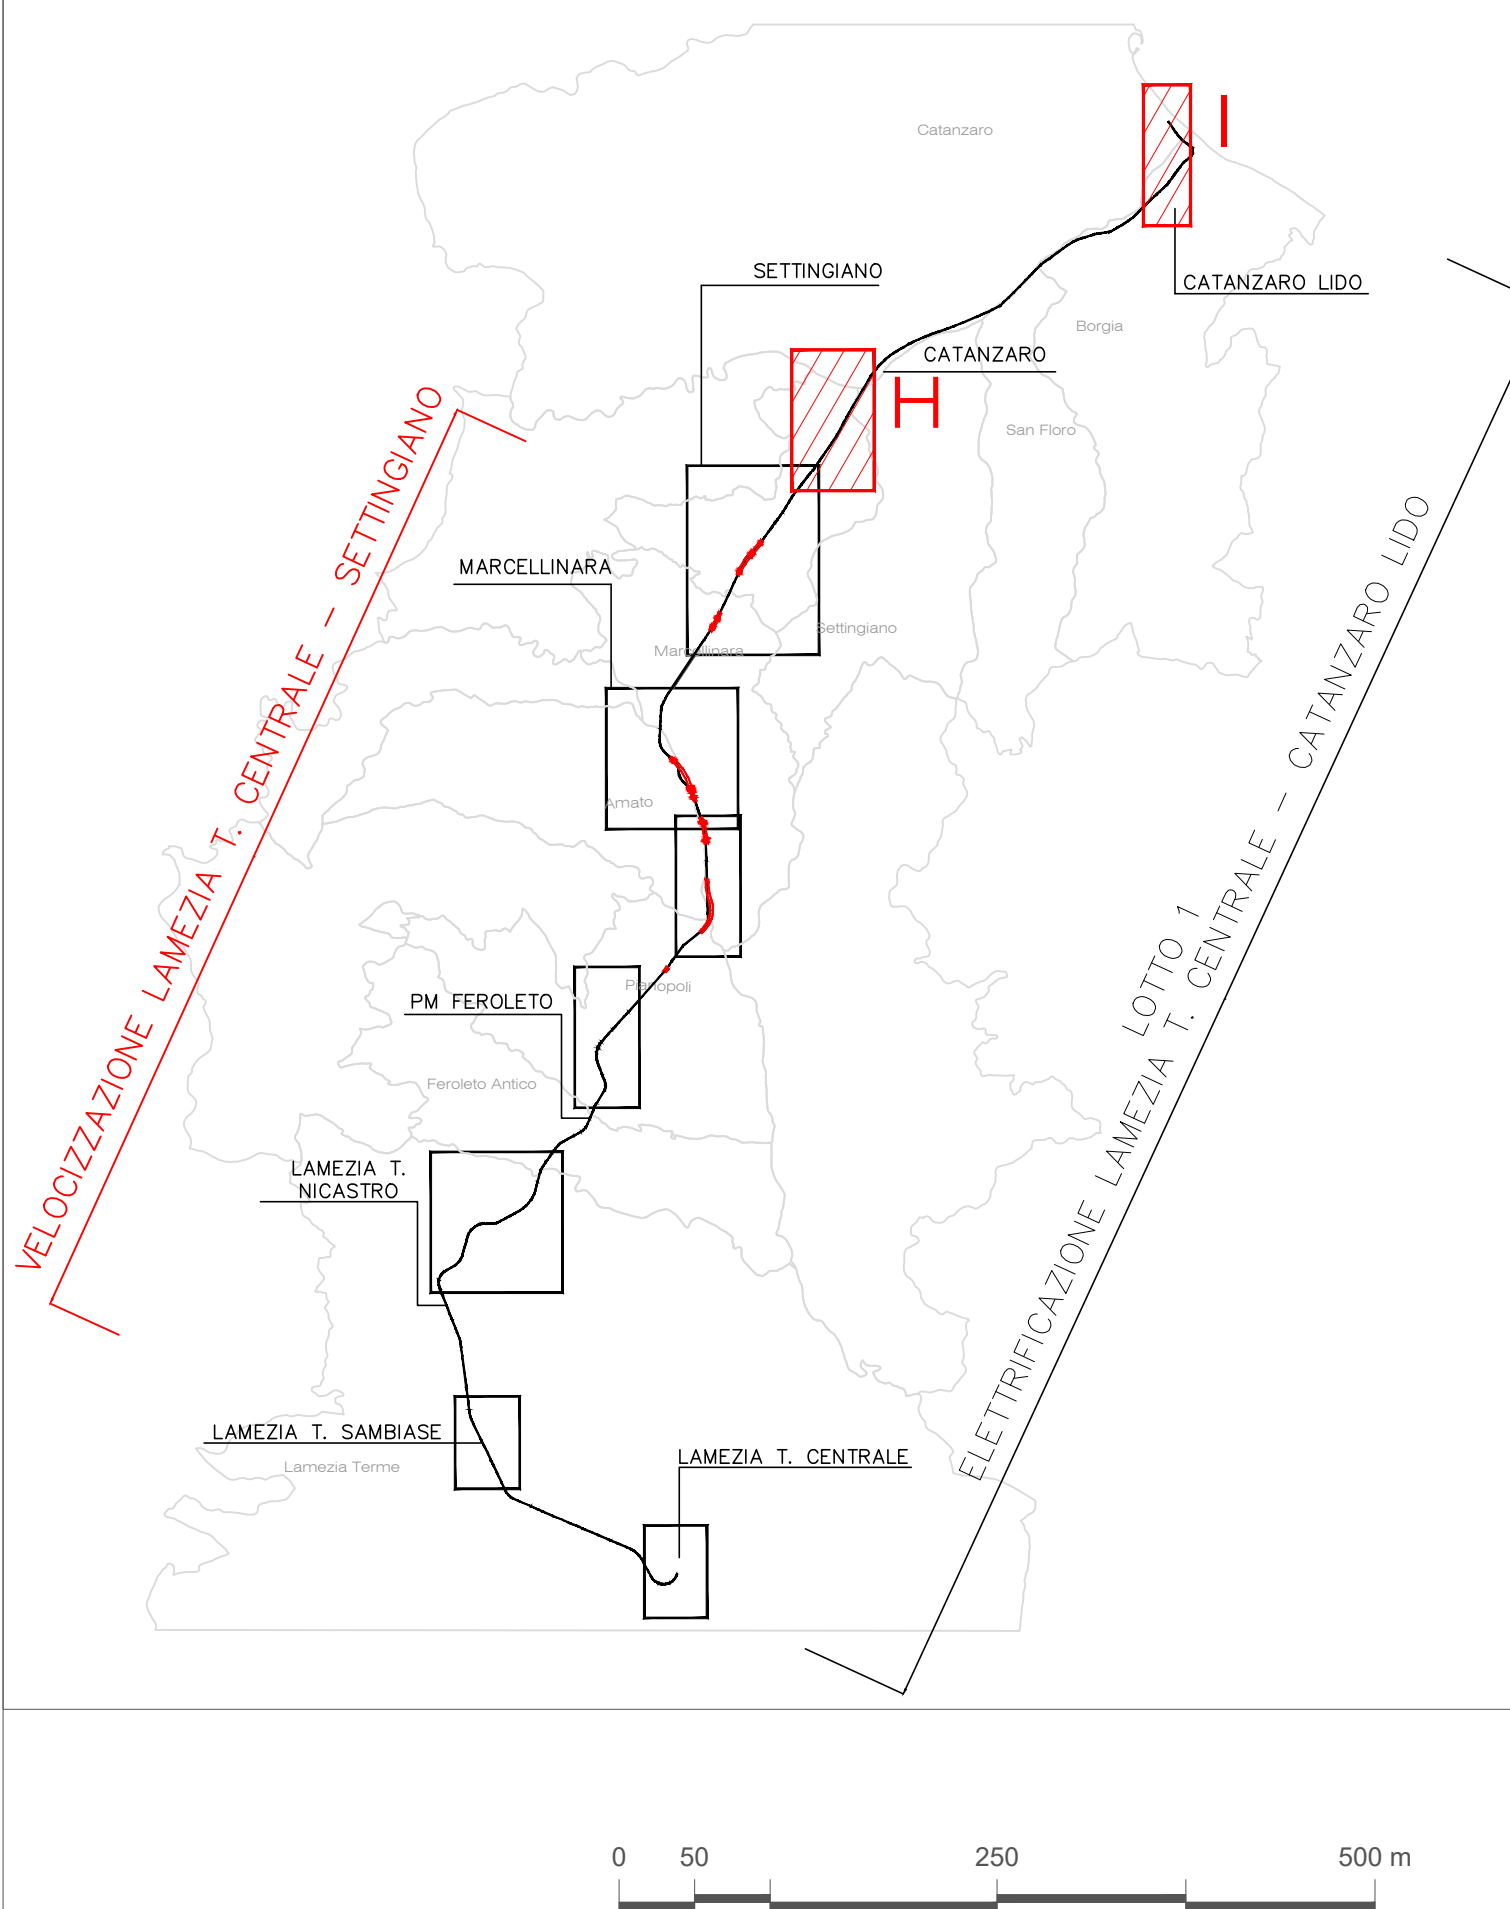 Catanzaro
I
SETTINGIANO
CATANZARO LIDO
Borgia
CATANZARO
H
San Floro
MARCELLINARA
Settingiano
Marcellinara
VELOCIZZAZIONE LAMEZIA T. CENTRALE - SETTINGIANO
Amato
LOTTO 1
ELETTRIFICAZIONE LAMEZIA T. CENTRALE - CATANZARO LIDO
Pianopoli
PM FEROLETO
Feroleto Antico
LAMEZIA T.
NICASTRO
LAMEZIA T. SAMBIASE
Lamezia Terme
LAMEZIA T. CENTRALE
0 50 250 500 m